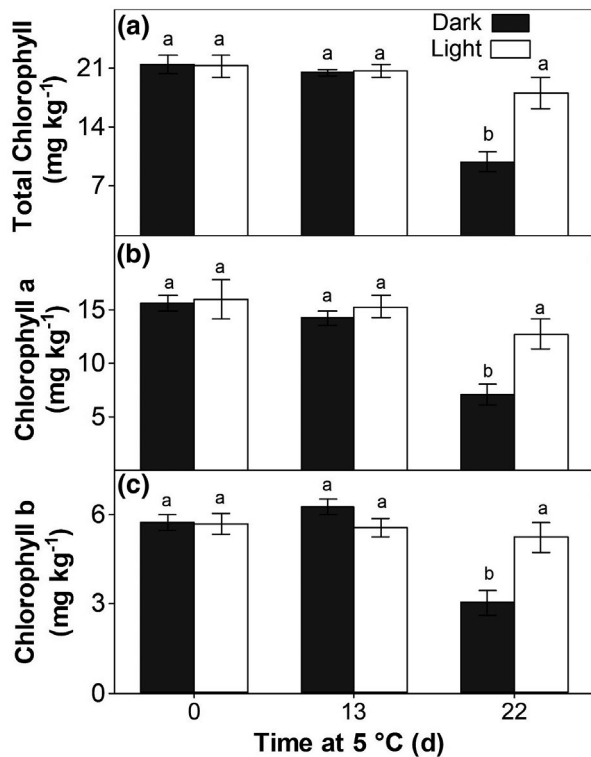 (a)
Dark
Light
a a a a b a
21
14
7
Total Chlorophyll
(mg kg⁻¹)
(b)
a a a a b a
15
10
5
Chlorophyll a
(mg kg⁻¹)
(c)
a a a a b a
6
3
0
Chlorophyll b
(mg kg⁻¹)
0 13 22
Time at 5 °C (d)